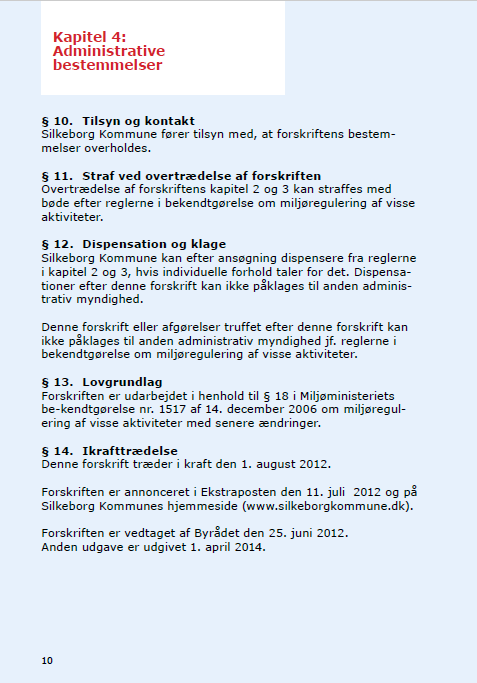 Kapitel 4:
Administrative
bestemmelser
§ 10.  Tilsyn og kontakt
Silkeborg Kommune fører tilsyn med, at forskriftens bestem-
melser overholdes.
§ 11.  Straf ved overtrædelse af forskriften
Overtrædelse af forskriftens kapitel 2 og 3 kan straffes med
bøde efter reglerne i bekendtgørelse om miljøregulering af visse
aktiviteter.
§ 12.  Dispensation og klage
Silkeborg Kommune kan efter ansøgning dispensere fra reglerne
i kapitel 2 og 3, hvis individuelle forhold taler for det. Dispensa-
tioner efter denne forskrift kan ikke påklages til anden adminis-
trativ myndighed.
Denne forskrift eller afgørelser truffet efter denne forskrift kan
ikke påklages til anden administrativ myndighed jf. reglerne i
bekendtgørelse om miljøregulering af visse aktiviteter.
§ 13.  Lovgrundlag
Forskriften er udarbejdet i henhold til § 18 i Miljøministeriets
be-kendtgørelse nr. 1517 af 14. december 2006 om miljøregul-
ering af visse aktiviteter med senere ændringer.
§ 14.  Ikrafttrædelse
Denne forskrift træder i kraft den 1. august 2012.
Forskriften er annonceret i Ekstraposten den 11. juli  2012 og på
Silkeborg Kommunes hjemmeside (www.silkeborgkommune.dk).
Forskriften er vedtaget af Byrådet den 25. juni 2012.
Anden udgave er udgivet 1. april 2014.
10